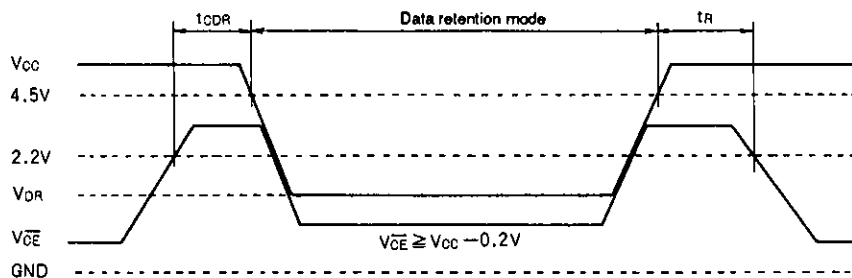 tCDR Data retention mode tR
VCC
4.5V
2.2V
VDR
VCE̅ ≧ VCC −0.2V
VCE̅
GND